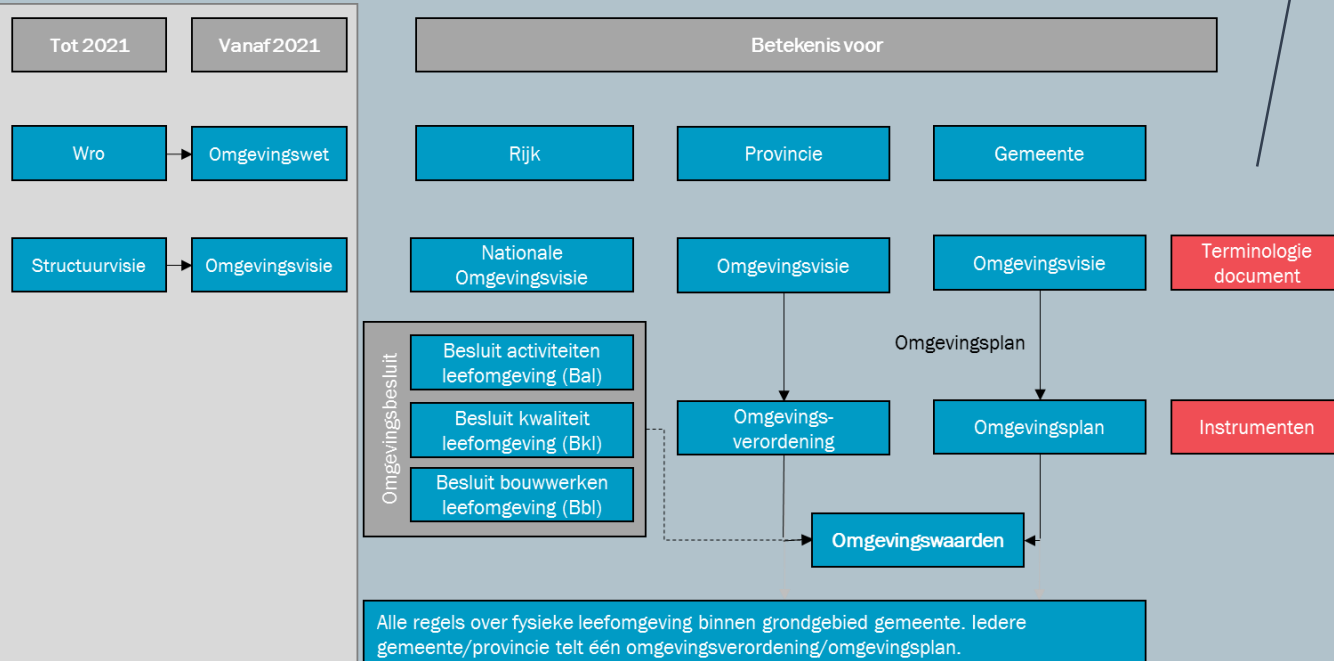 Tot 2021
Vanaf 2021
Betekenis voor
Wro
Omgevingswet
Rijk
Provincie
Gemeente
Structuurvisie
Omgevingsvisie
Nationale
Omgevingsvisie
Omgevingsvisie
Omgevingsvisie
Terminologie
document
Omgevingsbesluit
Besluit activiteiten
leefomgeving (Bal)
Besluit kwaliteit
leefomgeving (Bkl)
Besluit bouwwerken
leefomgeving (Bbl)
Omgevingsplan
Omgevings-
verordening
Omgevingsplan
Instrumenten
Omgevingswaarden
Alle regels over fysieke leefomgeving binnen grondgebied gemeente. Iedere
gemeente/provincie telt één omgevingsverordening/omgevingsplan.